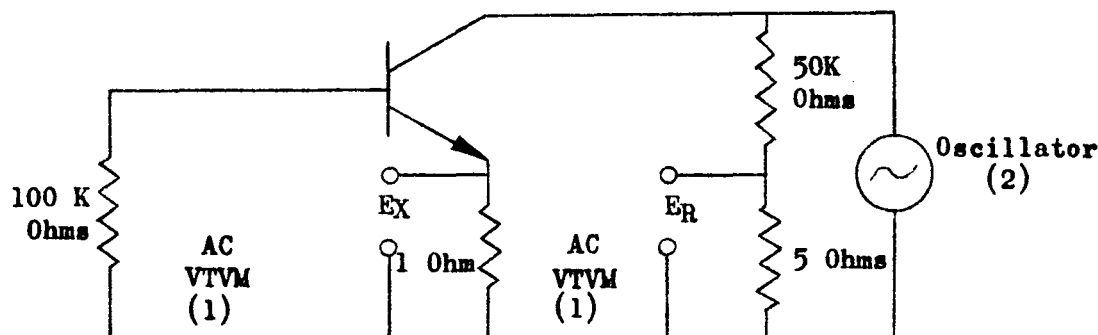 50K
Ohms
Oscillator
(2)
100 K
Ohms
EX
ER
AC
VTVM
(1)
1 Ohm
AC
VTVM
(1)
5 Ohms